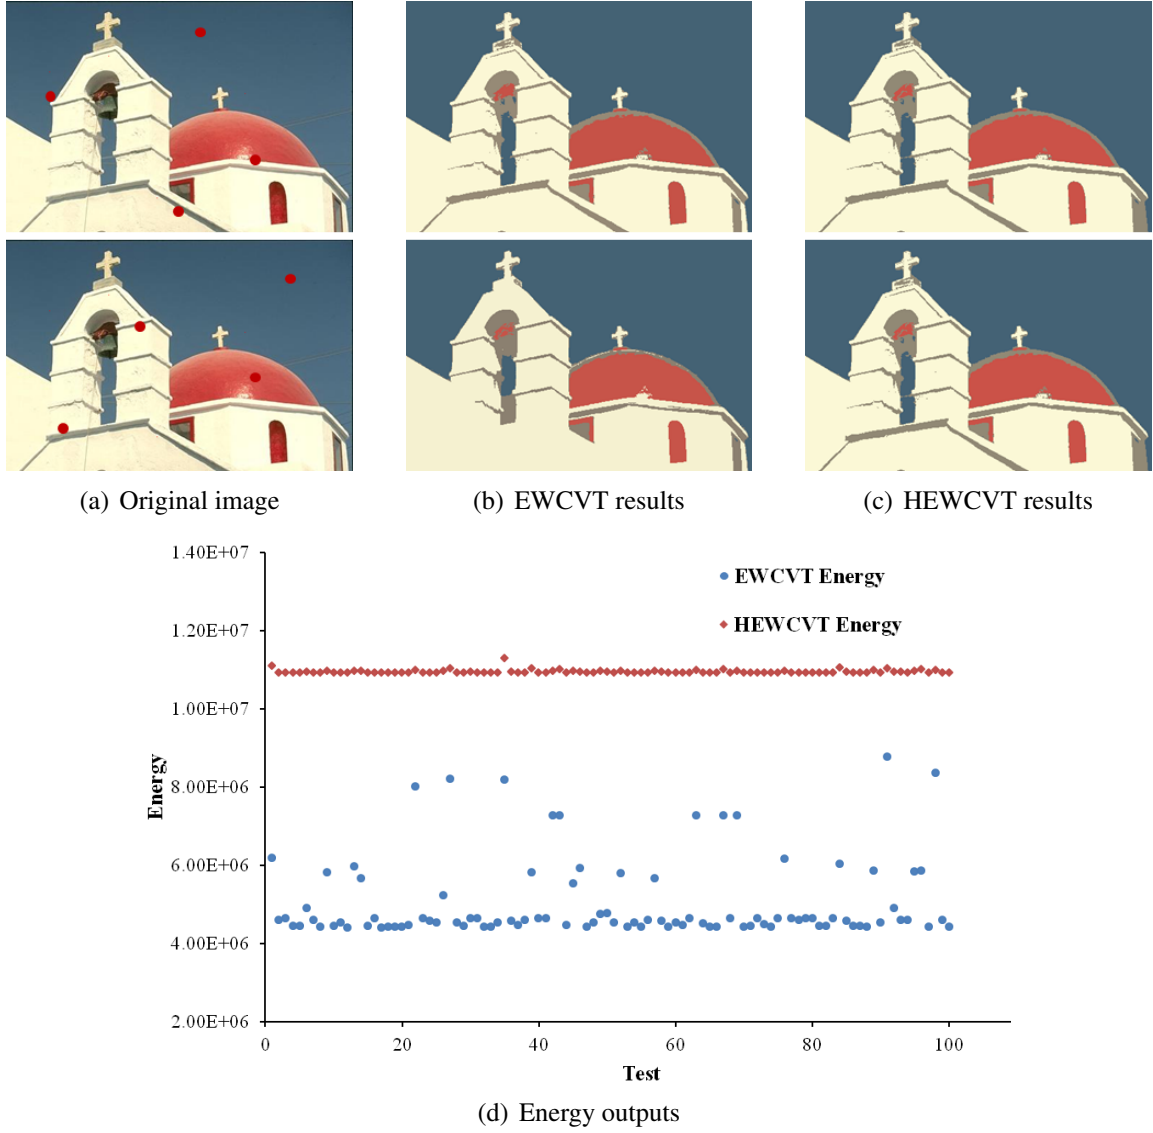 (a) Original image
(b) EWCVT results
(c) HEWCVT results
1.40E+07
1.20E+07
1.00E+07
8.00E+06
6.00E+06
4.00E+06
2.00E+06
Energy
EWCVT Energy
HEWCVT Energy
0
20
40
60
80
100
Test
(d) Energy outputs